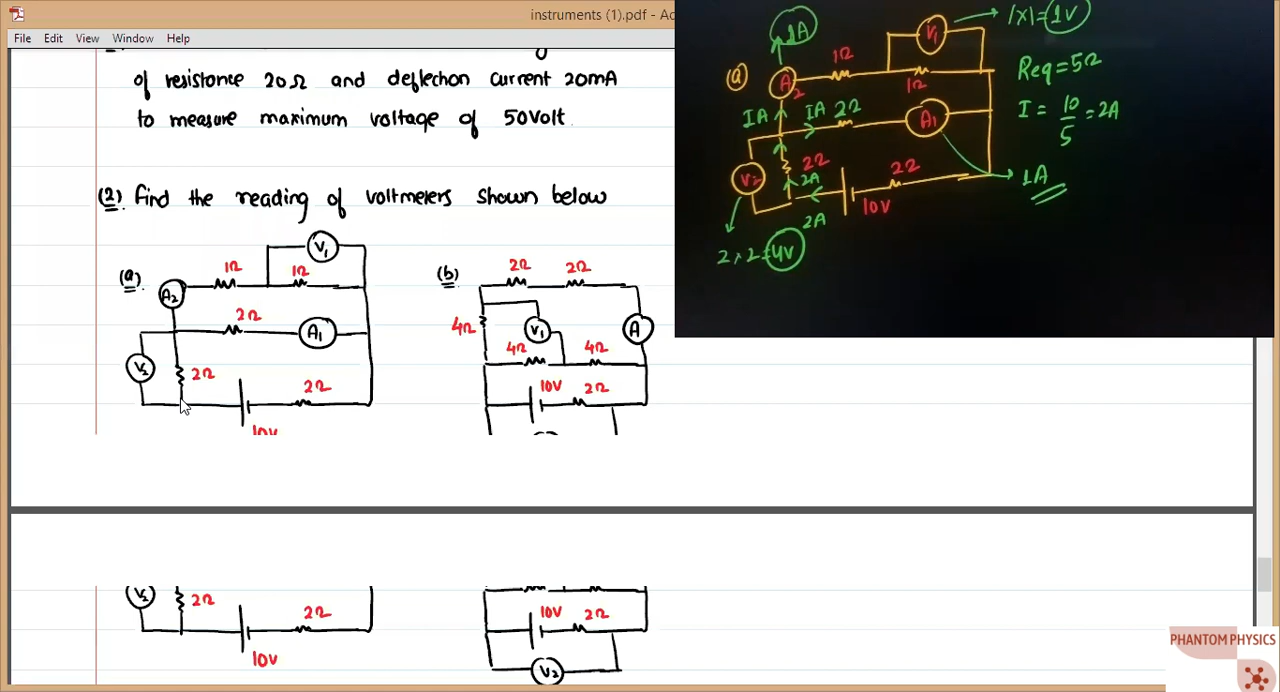 instruments (1).pdf - Ad
File Edit View Window Help
of resistance 20Ω and deflection current 20mA
to measure maximum voltage of 50Volt.
(2). Find the reading of voltmeters shown below
(a)
V1
1Ω 1Ω
A2
2Ω
A1
V2
2Ω
2Ω
10V
(b)
2Ω 2Ω
4Ω
V1
A
4Ω 4Ω
10V 2Ω
V2
2Ω
2Ω
10V
10V 2Ω
V2
1A
V1
1×1=1V
(a)
A2
1Ω
1Ω
Req=5Ω
I = 10/5 = 2A
1A
1A 2Ω
A1
V2
2Ω
2A
2Ω
1A
10V
2A
2×2=4V
PHANTOM PHYSICS